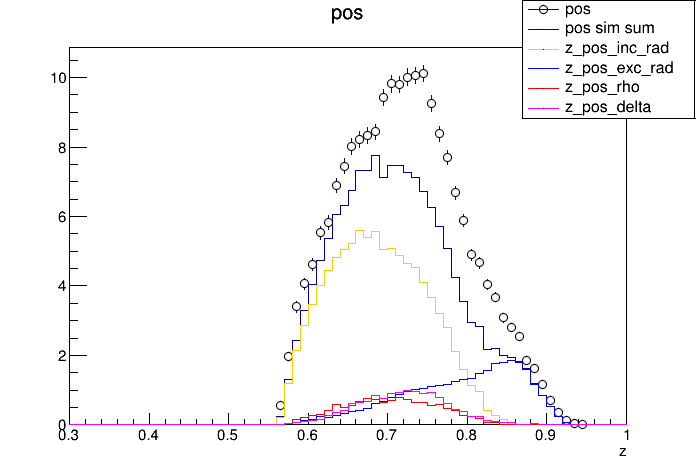 pos
pos
pos sim sum
z_pos_inc_rad
z_pos_exc_rad
z_pos_rho
z_pos_delta
10
8
6
4
2
0
0.3 0.4 0.5 0.6 0.7 0.8 0.9 1
z